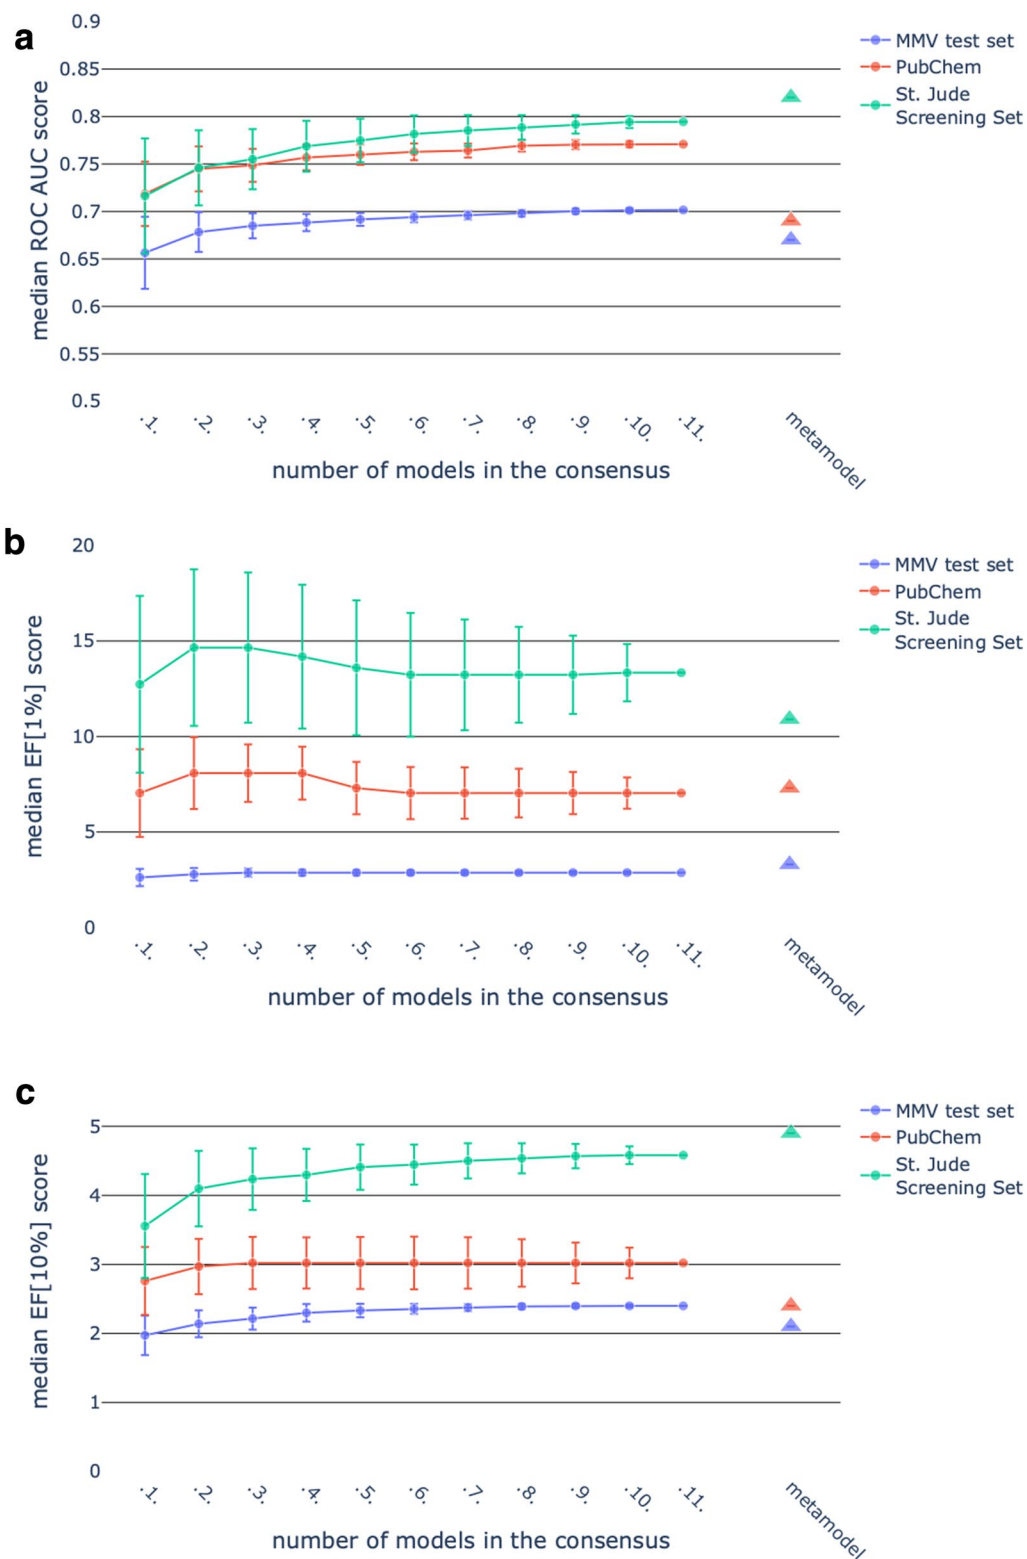 a
median ROC AUC score
0.9
0.85
0.8
0.75
0.7
0.65
0.6
0.55
0.5
.1. .2. .3. .4. .5. .6. .7. .8. .9. .10. .11. metamodel
number of models in the consensus
MMV test set
PubChem
St. Jude
Screening Set
b
median EF[1%] score
20
15
10
5
0
.1. .2. .3. .4. .5. .6. .7. .8. .9. .10. .11. metamodel
number of models in the consensus
MMV test set
PubChem
St. Jude
Screening Set
c
median EF[10%] score
5
4
3
2
1
0
.1. .2. .3. .4. .5. .6. .7. .8. .9. .10. .11. metamodel
number of models in the consensus
MMV test set
PubChem
St. Jude
Screening Set